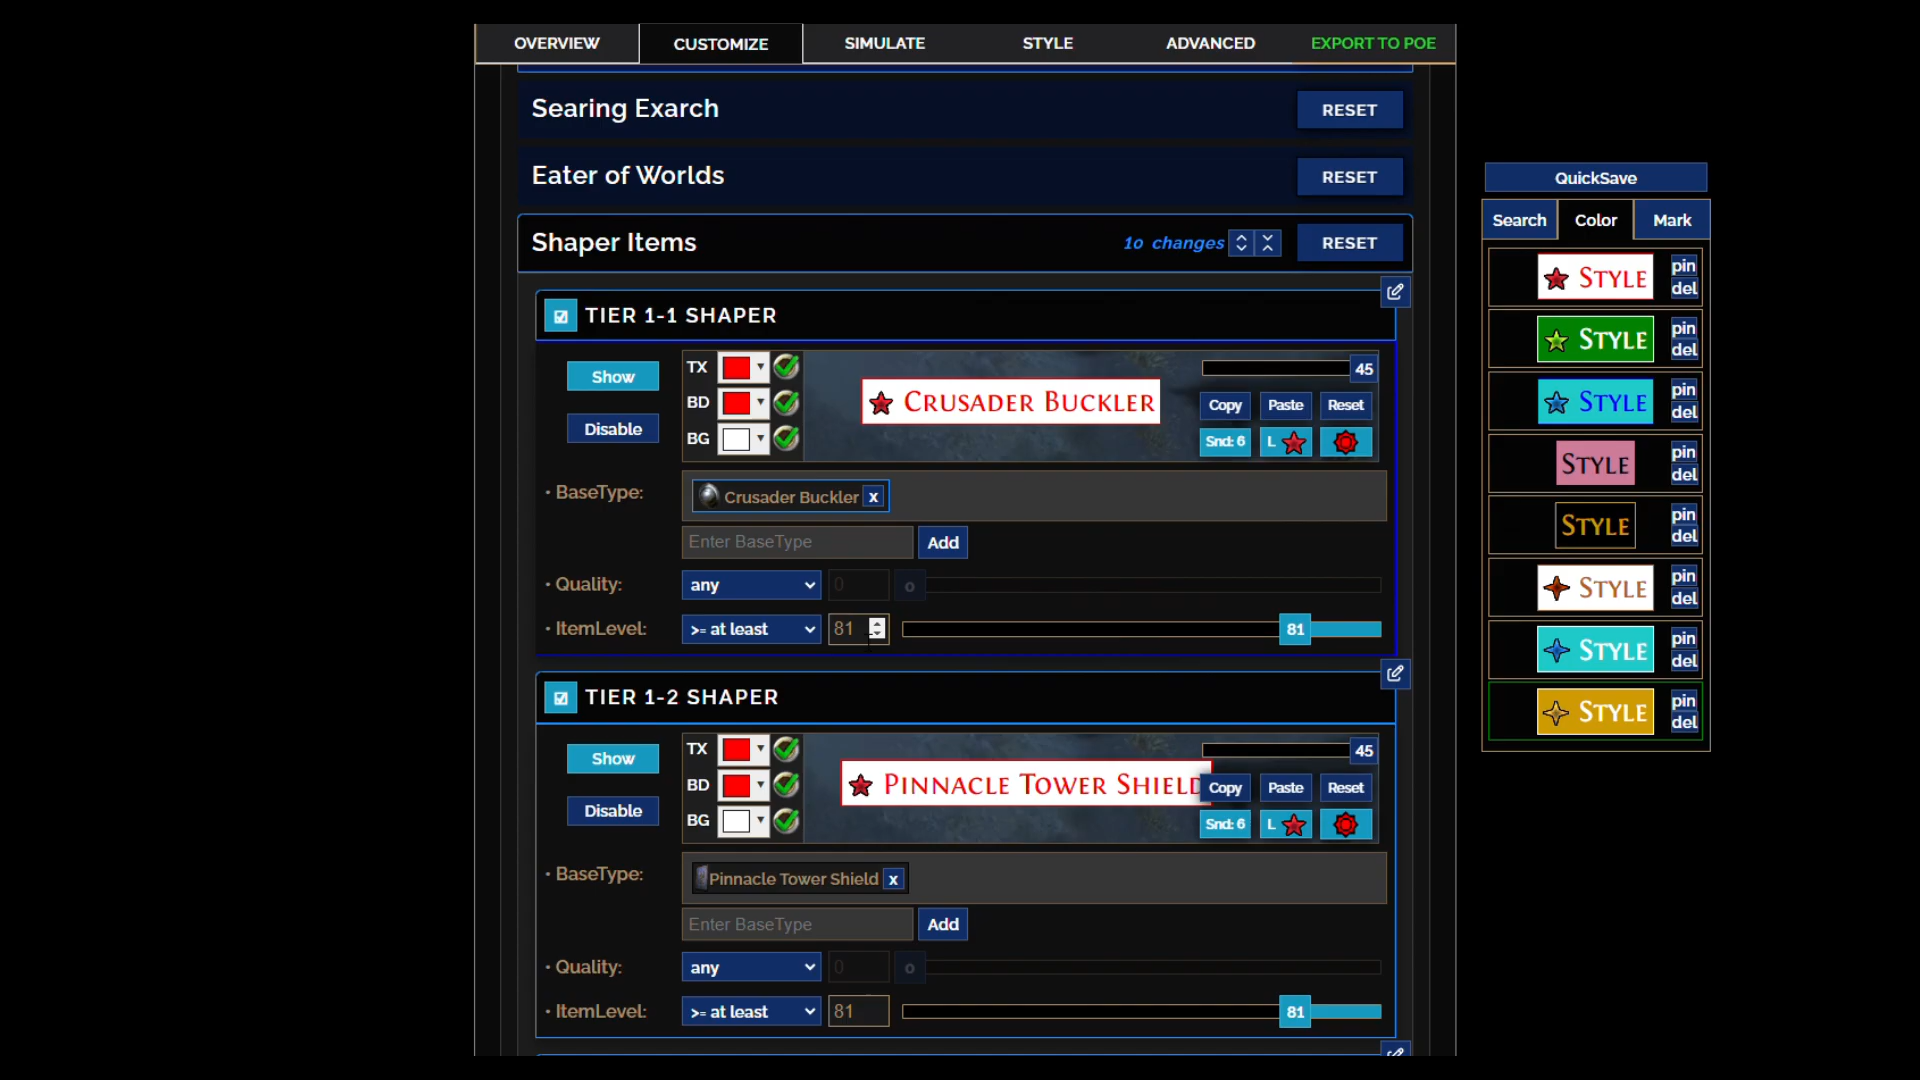 OVERVIEW CUSTOMIZE SIMULATE STYLE ADVANCED EXPORT TO POE
Searing Exarch RESET
Eater of Worlds RESET
Shaper Items 10 changes RESET
TIER 1-1 SHAPER
Show
Disable
TX
BD
BG
Crusader Buckler
45
Copy Paste Reset
Snd: 6 L
• BaseType: Crusader Buckler x
Enter BaseType Add
• Quality: any 0 0
• ItemLevel: >= at least 81 81
TIER 1-2 SHAPER
Show
Disable
TX
BD
BG
Pinnacle Tower Shield
45
Copy Paste Reset
Snd: 6 L
• BaseType: Pinnacle Tower Shield x
Enter BaseType Add
• Quality: any 0 0
• ItemLevel: >= at least 81 81
QuickSave
Search Color Mark
Style pin del
Style pin del
Style pin del
Style pin del
Style pin del
Style pin del
Style pin del
Style pin del